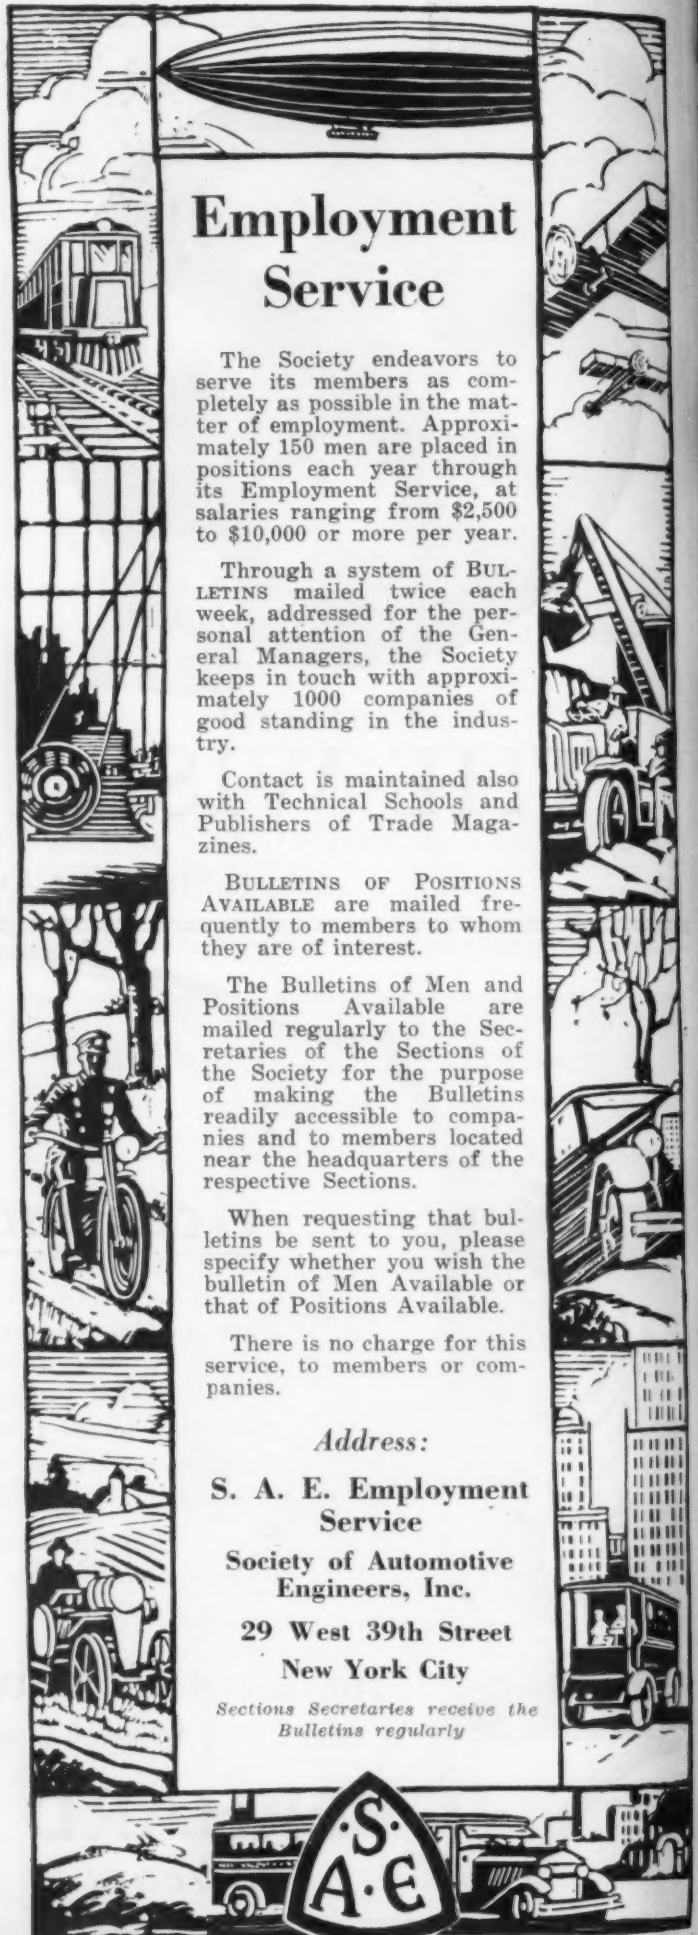 Employment
Service
The Society endeavors to
serve its members as com-
pletely as possible in the mat-
ter of employment. Approxi-
mately 150 men are placed in
positions each year through
its Employment Service, at
salaries ranging from $2,500
to $10,000 or more per year.
Through a system of BUL-
LETINS mailed twice each
week, addressed for the per-
sonal attention of the Gen-
eral Managers, the Society
keeps in touch with approxi-
mately 1000 companies of
good standing in the indus-
try.
Contact is maintained also
with Technical Schools and
Publishers of Trade Maga-
zines.
BULLETINS OF POSITIONS
AVAILABLE are mailed fre-
quently to members to whom
they are of interest.
The Bulletins of Men and
Positions Available are
mailed regularly to the Sec-
retaries of the Sections of
the Society for the purpose
of making the Bulletins
readily accessible to compa-
nies and to members located
near the headquarters of the
respective Sections.
When requesting that bul-
letins be sent to you, please
specify whether you wish the
bulletin of Men Available or
that of Positions Available.
There is no charge for this
service, to members or com-
panies.
Address:
S. A. E. Employment
Service
Society of Automotive
Engineers, Inc.
29 West 39th Street
New York City
Sections Secretaries receive the
Bulletins regularly
·S·
A·E